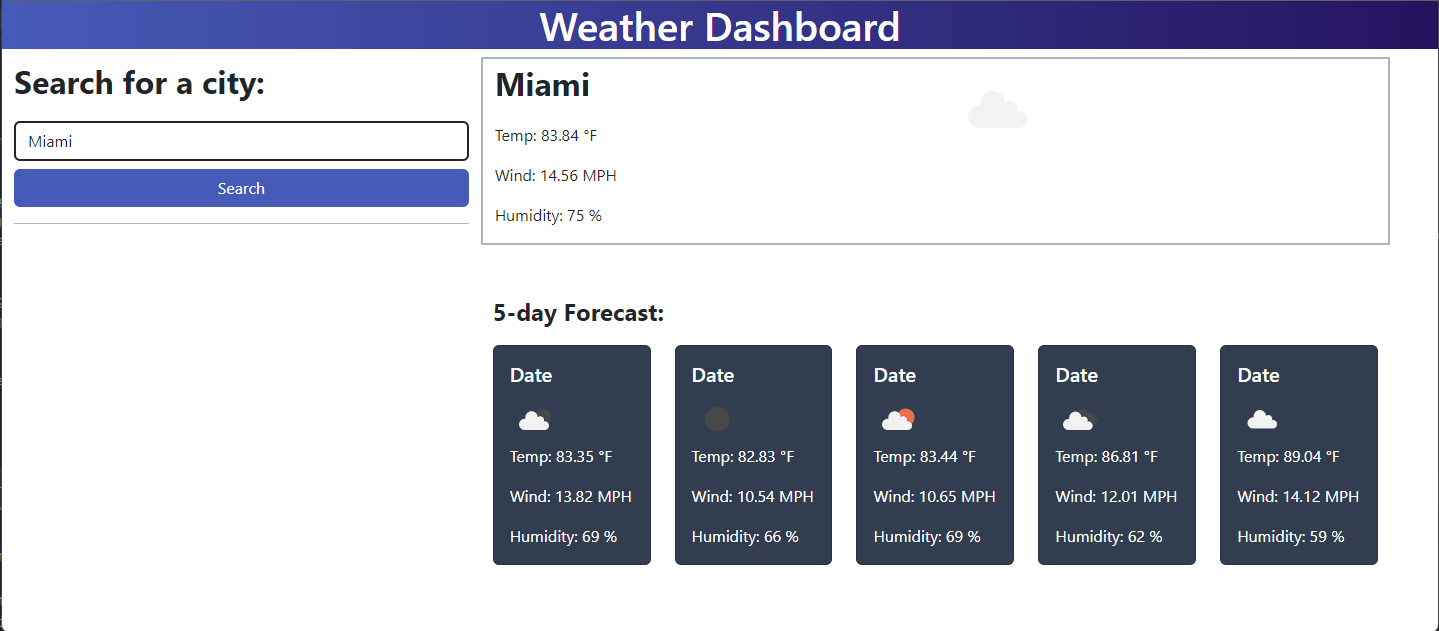 Weather Dashboard
Search for a city:
Miami
Search
Miami
Temp: 83.84 °F
Wind: 14.56 MPH
Humidity: 75 %
5-day Forecast:
Date
Temp: 83.35 °F
Wind: 13.82 MPH
Humidity: 69 %
Date
Temp: 82.83 °F
Wind: 10.54 MPH
Humidity: 66 %
Date
Temp: 83.44 °F
Wind: 10.65 MPH
Humidity: 69 %
Date
Temp: 86.81 °F
Wind: 12.01 MPH
Humidity: 62 %
Date
Temp: 89.04 °F
Wind: 14.12 MPH
Humidity: 59 %